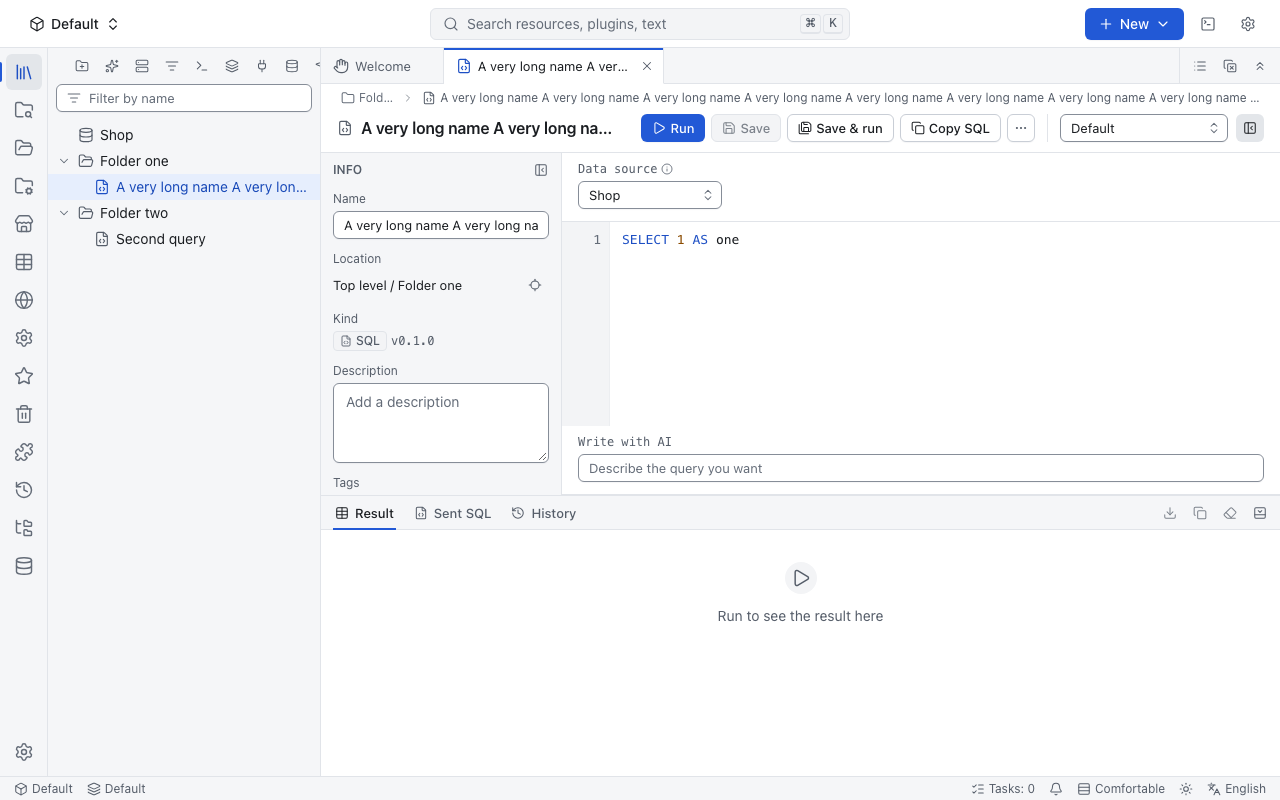 Default
Search resources, plugins, text
⌘ K
New
Welcome
A very long name A ver...
Filter by name
Shop
Folder one
A very long name A very lon...
Folder two
Second query
Fold...
A very long name A very long name A very long name A very long name A very long name A very long name A very long name A very long name ...
A very long name A very long na...
Run
Save
Save & run
Copy SQL
Default
INFO
Name
A very long name A very long na
Location
Top level / Folder one
Kind
SQL v0.1.0
Description
Add a description
Tags
Data source
Shop
1 SELECT 1 AS one
Write with AI
Describe the query you want
Result
Sent SQL
History
Run to see the result here
Default
Default
Tasks: 0
Comfortable
English